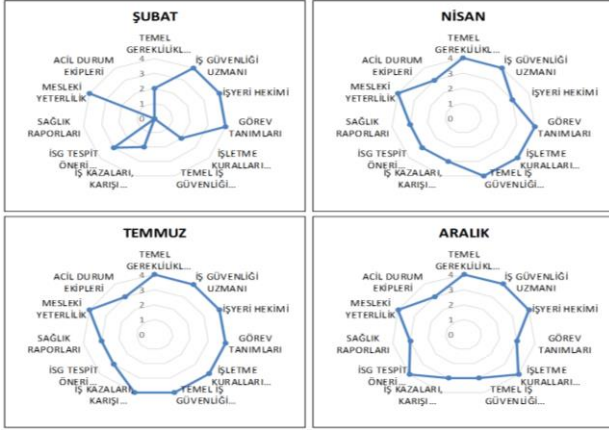 ŞUBAT
TEMEL
GEREKLİLİKL...
İŞ GÜVENLİĞİ
UZMANI
İŞYERİ HEKİMİ
GÖREV
TANIMLARI
İŞLETME
KURALLARI...
TEMEL İŞ
GÜVENLİĞİ...
İŞ KAZALARI,
KARŞI...
İSG TESPİT
ÖNERİ...
SAĞLIK
RAPORLARI
MESLEKİ
YETERLİLİK
ACİL DURUM
EKİPLERİ
4
3
2
1
0
NİSAN
TEMEL
GEREKLİLİKL...
İŞ GÜVENLİĞİ
UZMANI
İŞYERİ HEKİMİ
GÖREV
TANIMLARI
İŞLETME
KURALLARI...
TEMEL İŞ
GÜVENLİĞİ...
İŞ KAZALARI,
KARŞI...
İSG TESPİT
ÖNERİ...
SAĞLIK
RAPORLARI
MESLEKİ
YETERLİLİK
ACİL DURUM
EKİPLERİ
4
3
2
1
0
TEMMUZ
TEMEL
GEREKLİLİKL...
İŞ GÜVENLİĞİ
UZMANI
İŞYERİ HEKİMİ
GÖREV
TANIMLARI
İŞLETME
KURALLARI...
TEMEL İŞ
GÜVENLİĞİ...
İŞ KAZALARI,
KARŞI...
İSG TESPİT
ÖNERİ...
SAĞLIK
RAPORLARI
MESLEKİ
YETERLİLİK
ACİL DURUM
EKİPLERİ
4
3
2
1
0
ARALIK
TEMEL
GEREKLİLİKL...
İŞ GÜVENLİĞİ
UZMANI
İŞYERİ HEKİMİ
GÖREV
TANIMLARI
İŞLETME
KURALLARI...
TEMEL İŞ
GÜVENLİĞİ...
İŞ KAZALARI,
KARŞI...
İSG TESPİT
ÖNERİ...
SAĞLIK
RAPORLARI
MESLEKİ
YETERLİLİK
ACİL DURUM
EKİPLERİ
4
3
2
1
0